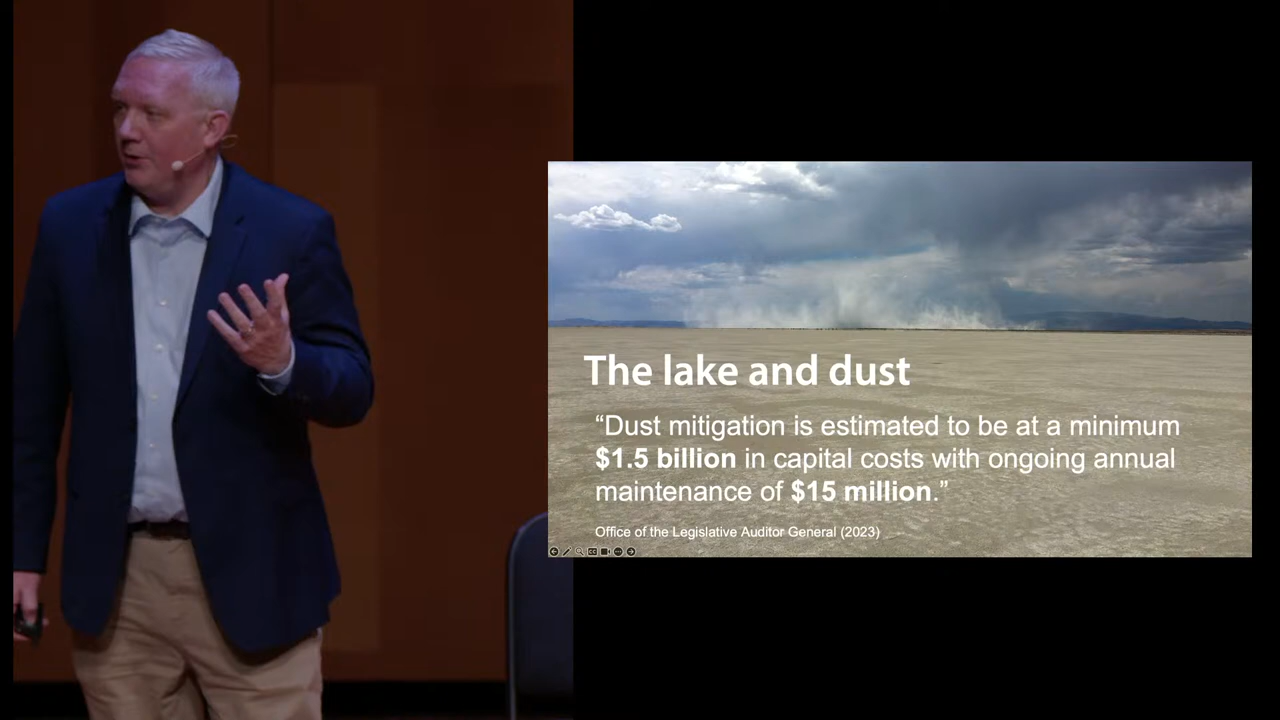 The lake and dust
“Dust mitigation is estimated to be at a minimum
$1.5 billion in capital costs with ongoing annual
maintenance of $15 million.”
Office of the Legislative Auditor General (2023)